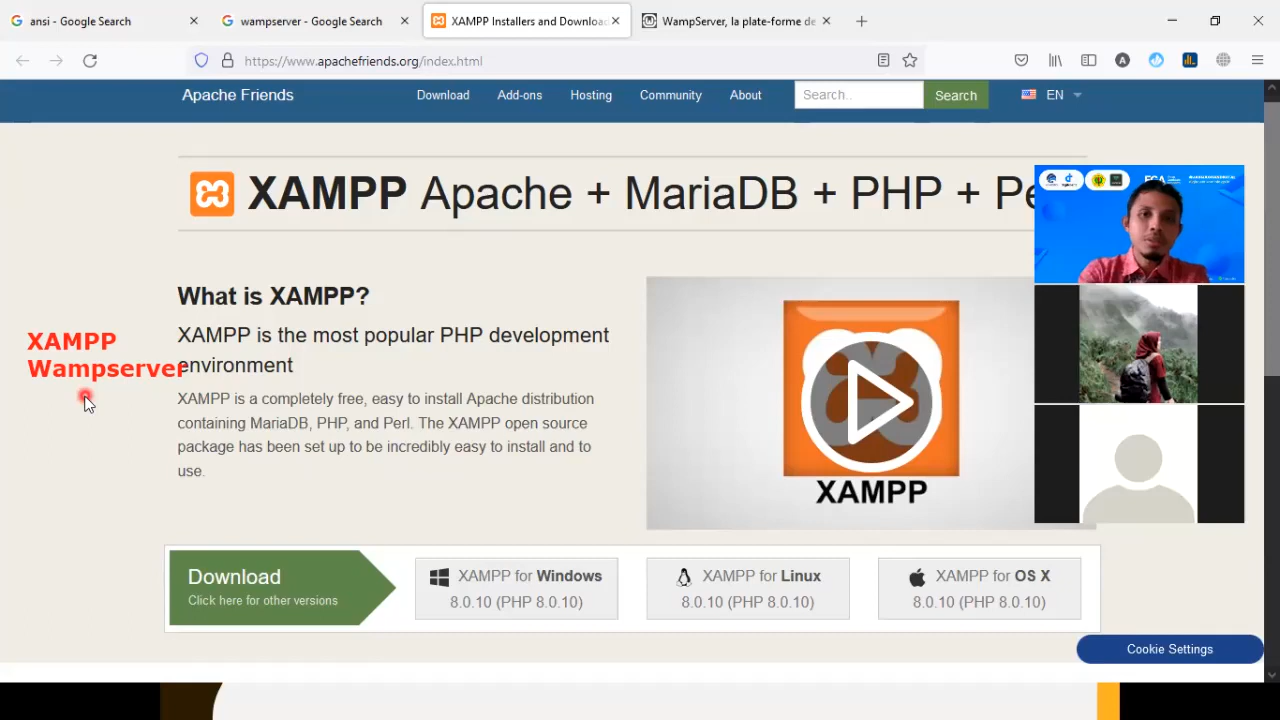 ansi - Google Search
wampserver - Google Search
XAMPP Installers and Downloa
WampServer, la plate-forme de
https://www.apachefriends.org/index.html
Apache Friends
Download
Add-ons
Hosting
Community
About
Search..
Search
EN
XAMPP Apache + MariaDB + PHP + Pe
What is XAMPP?
XAMPP is the most popular PHP development
environment
XAMPP is a completely free, easy to install Apache distribution
containing MariaDB, PHP, and Perl. The XAMPP open source
package has been set up to be incredibly easy to install and to
use.
XAMPP
Wampserver
XAMPP
Download
Click here for other versions
XAMPP for Windows
8.0.10 (PHP 8.0.10)
XAMPP for Linux
8.0.10 (PHP 8.0.10)
XAMPP for OS X
8.0.10 (PHP 8.0.10)
Cookie Settings